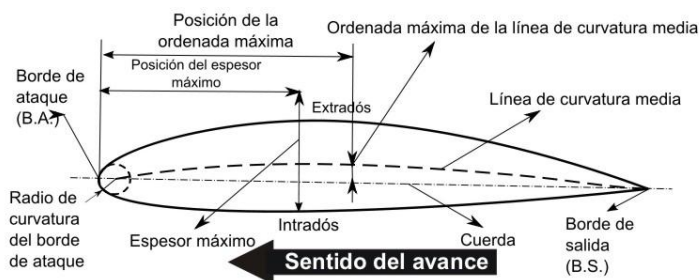 Posición de la
ordenada máxima
Ordenada máxima de la línea de curvatura media
Posición del espesor
máximo
Borde de
ataque
(B.A.)
Extradós
Línea de curvatura media
Radio de
curvatura
del borde
de ataque
Espesor máximo
Intradós
Cuerda
Borde de
salida
(B.S.)
Sentido del avance